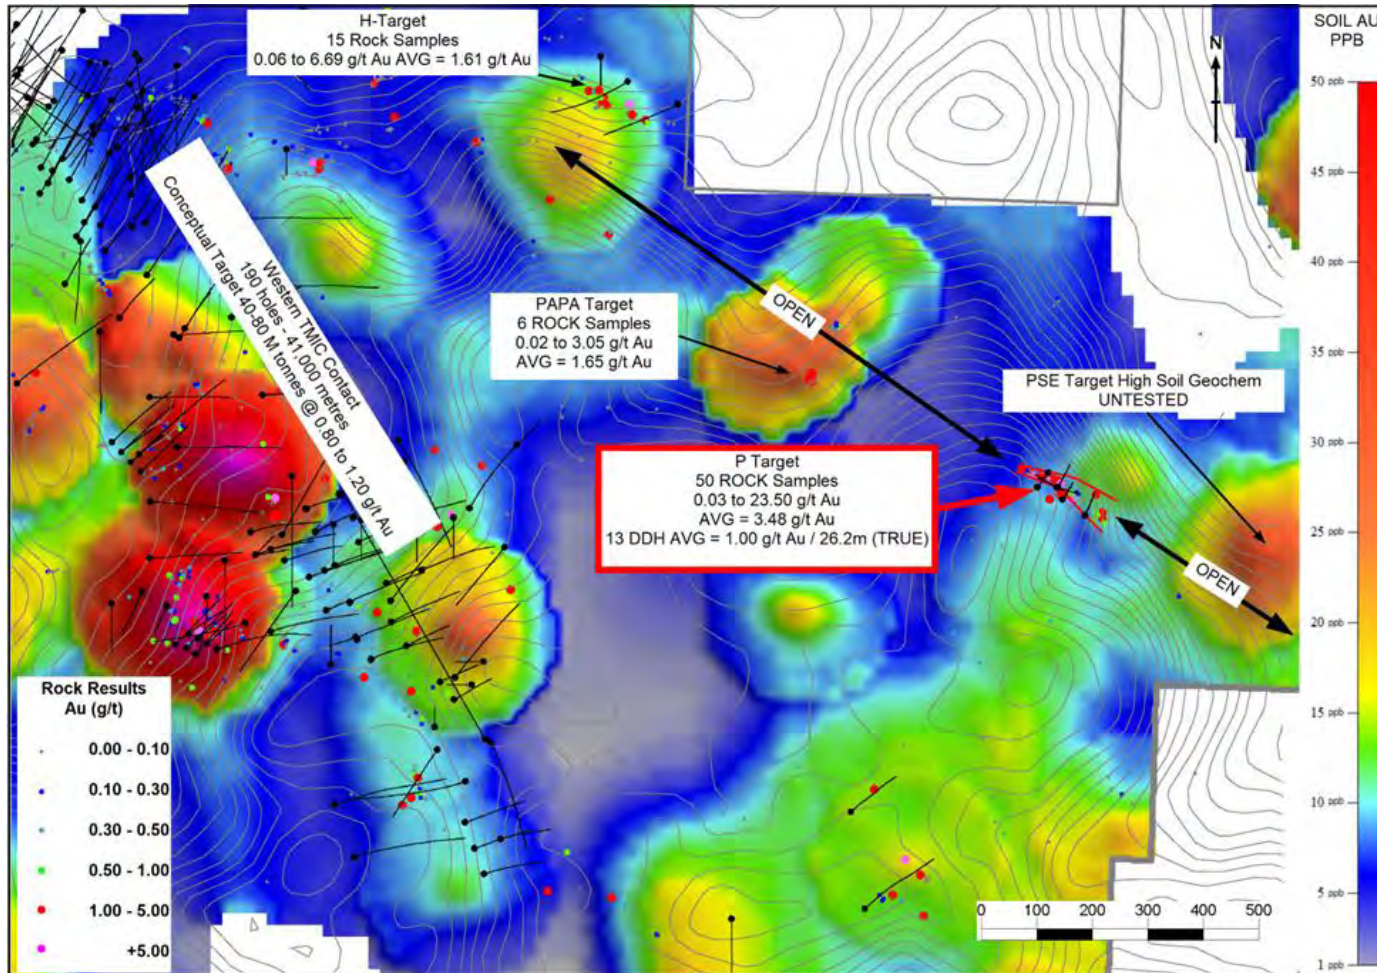 H-Target
15 Rock Samples
0.06 to 6.69 g/t Au AVG = 1.61 g/t Au
SOIL AU
PPB
N
50 ppb
45 ppb
40 ppb
35 ppb
30 ppb
25 ppb
20 ppb
15 ppb
10 ppb
5 ppb
1 ppb
Western TMIC Contact
190 holes - 41,000 metres
Conceptual Target 40-80 M tonnes @ 0.80 to 1.20 g/t Au
OPEN
PAPA Target
6 ROCK Samples
0.02 to 3.05 g/t Au
AVG = 1.65 g/t Au
PSE Target High Soil Geochem
UNTESTED
P Target
50 ROCK Samples
0.03 to 23.50 g/t Au
AVG = 3.48 g/t Au
13 DDH AVG = 1.00 g/t Au / 26.2m (TRUE)
OPEN
Rock Results
Au (g/t)
0.00 - 0.10
0.10 - 0.30
0.30 - 0.50
0.50 - 1.00
1.00 - 5.00
+5.00
0 100 200 300 400 500